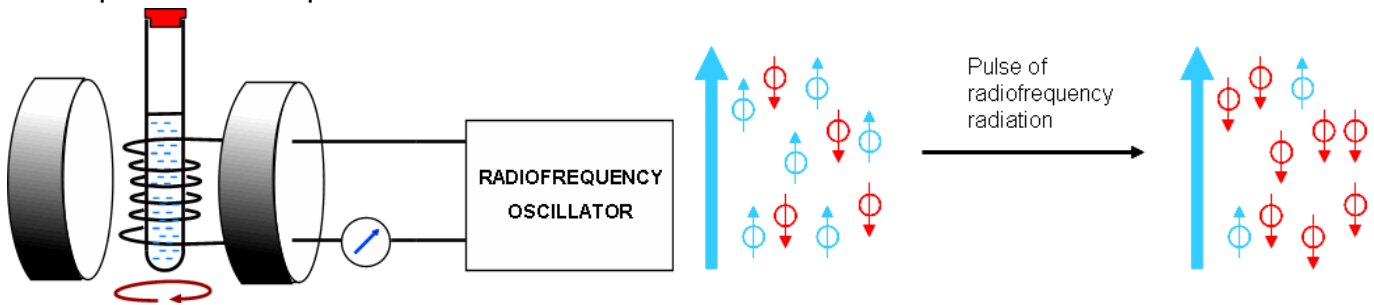 RADIOFREQUENCY
OSCILLATOR
Pulse of
radiofrequency
radiation